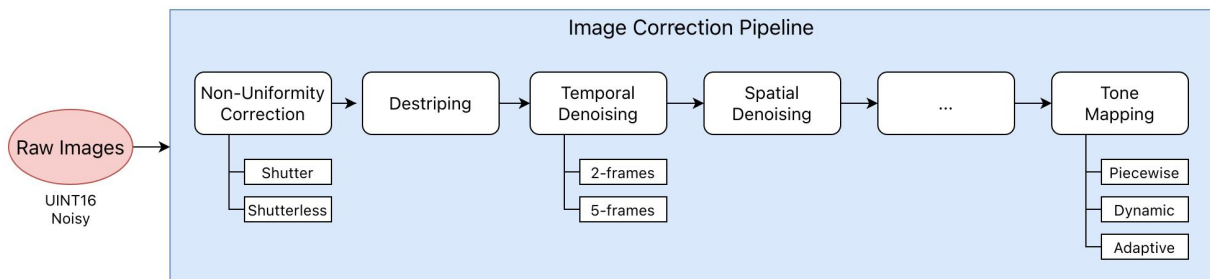 Image Correction Pipeline
Raw Images
UINT16
Noisy
Non-Uniformity
Correction
Shutter
Shutterless
Destriping
Temporal
Denoising
2-frames
5-frames
Spatial
Denoising
...
Tone
Mapping
Piecewise
Dynamic
Adaptive